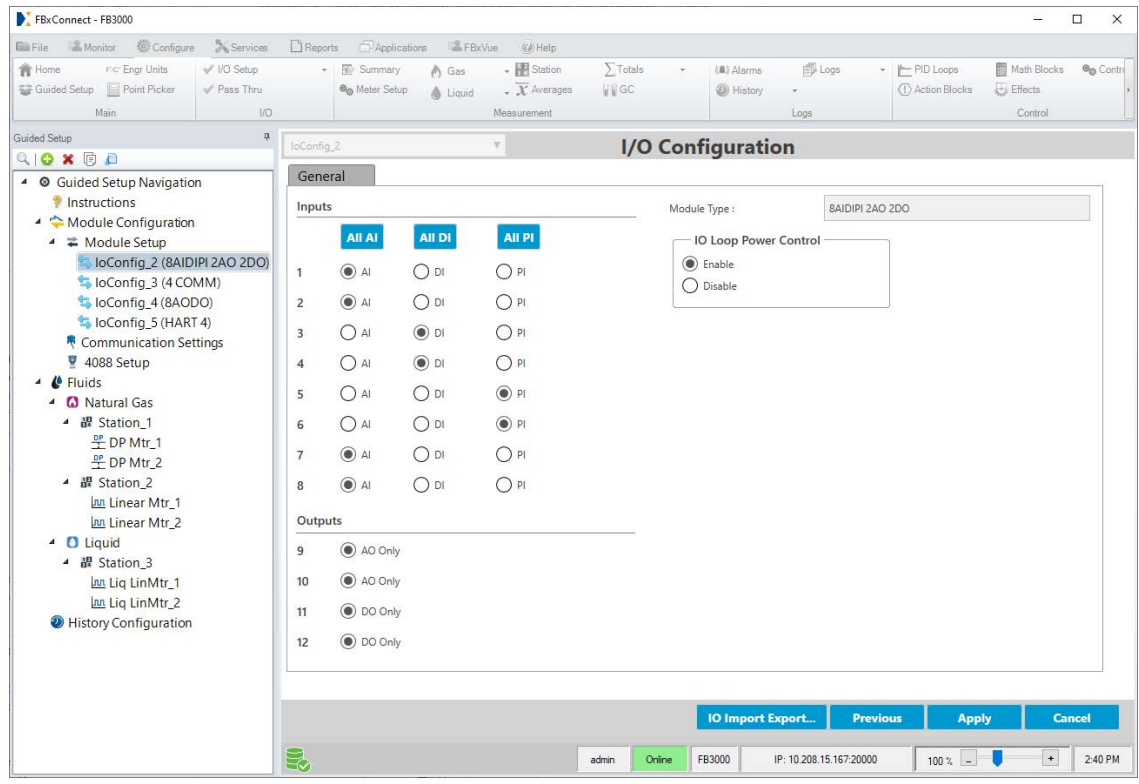 FBxConnect - FB3000
File Monitor Configure Services Reports Applications FBxVue Help
Home Engr Units I/O Setup Summary Gas Station Totals Alarms Logs PID Loops Math Blocks Contr
Guided Setup Point Picker Pass Thru Meter Setup Liquid Averages GC History Action Blocks Effects
Main I/O Measurement Logs Control
Guided Setup
Guided Setup Navigation
Instructions
Module Configuration
Module Setup
IoConfig_2 (8AIDIPI 2AO 2DO)
IoConfig_3 (4 COMM)
IoConfig_4 (8AODO)
IoConfig_5 (HART 4)
Communication Settings
4088 Setup
Fluids
Natural Gas
Station_1
DP Mtr_1
DP Mtr_2
Station_2
Linear Mtr_1
Linear Mtr_2
Liquid
Station_3
Liq LinMtr_1
Liq LinMtr_2
History Configuration
IoConfig_2 I/O Configuration
General
Inputs
All AI All DI All PI
1 AI DI PI
2 AI DI PI
3 AI DI PI
4 AI DI PI
5 AI DI PI
6 AI DI PI
7 AI DI PI
8 AI DI PI
Outputs
9 AO Only
10 AO Only
11 DO Only
12 DO Only
Module Type : 8AIDIPI 2AO 2DO
IO Loop Power Control
Enable
Disable
IO Import Export... Previous Apply Cancel
admin Online FB3000 IP: 10.208.15.167:20000 100 % - + 2:40 PM